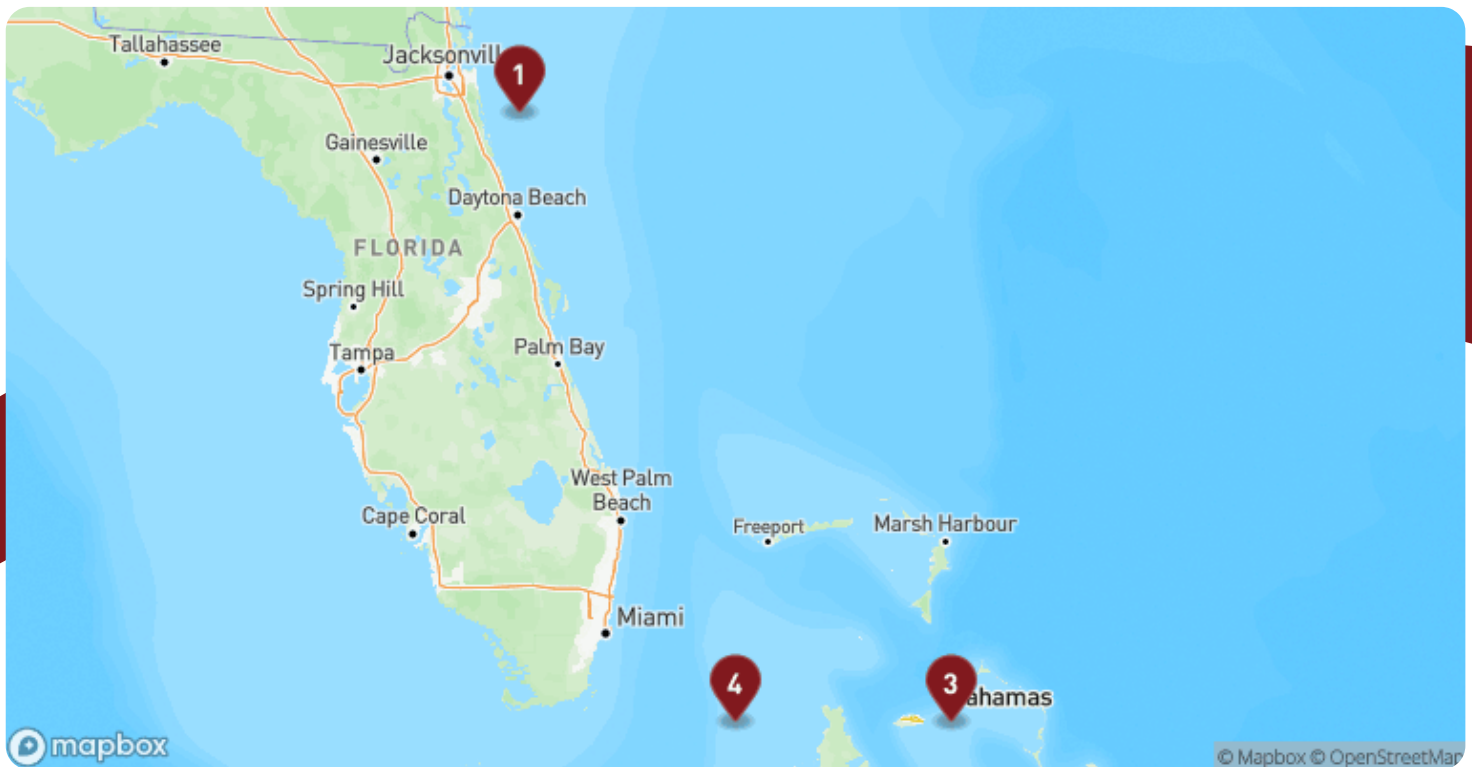 Tallahassee
Jacksonvill
1
Gainesville
Daytona Beach
FLORIDA
Spring Hill
Tampa
Palm Bay
West Palm
Beach
Cape Coral
Freeport
Marsh Harbour
Miami
4
3
ahamas
mapbox
© Mapbox © OpenStreetMap